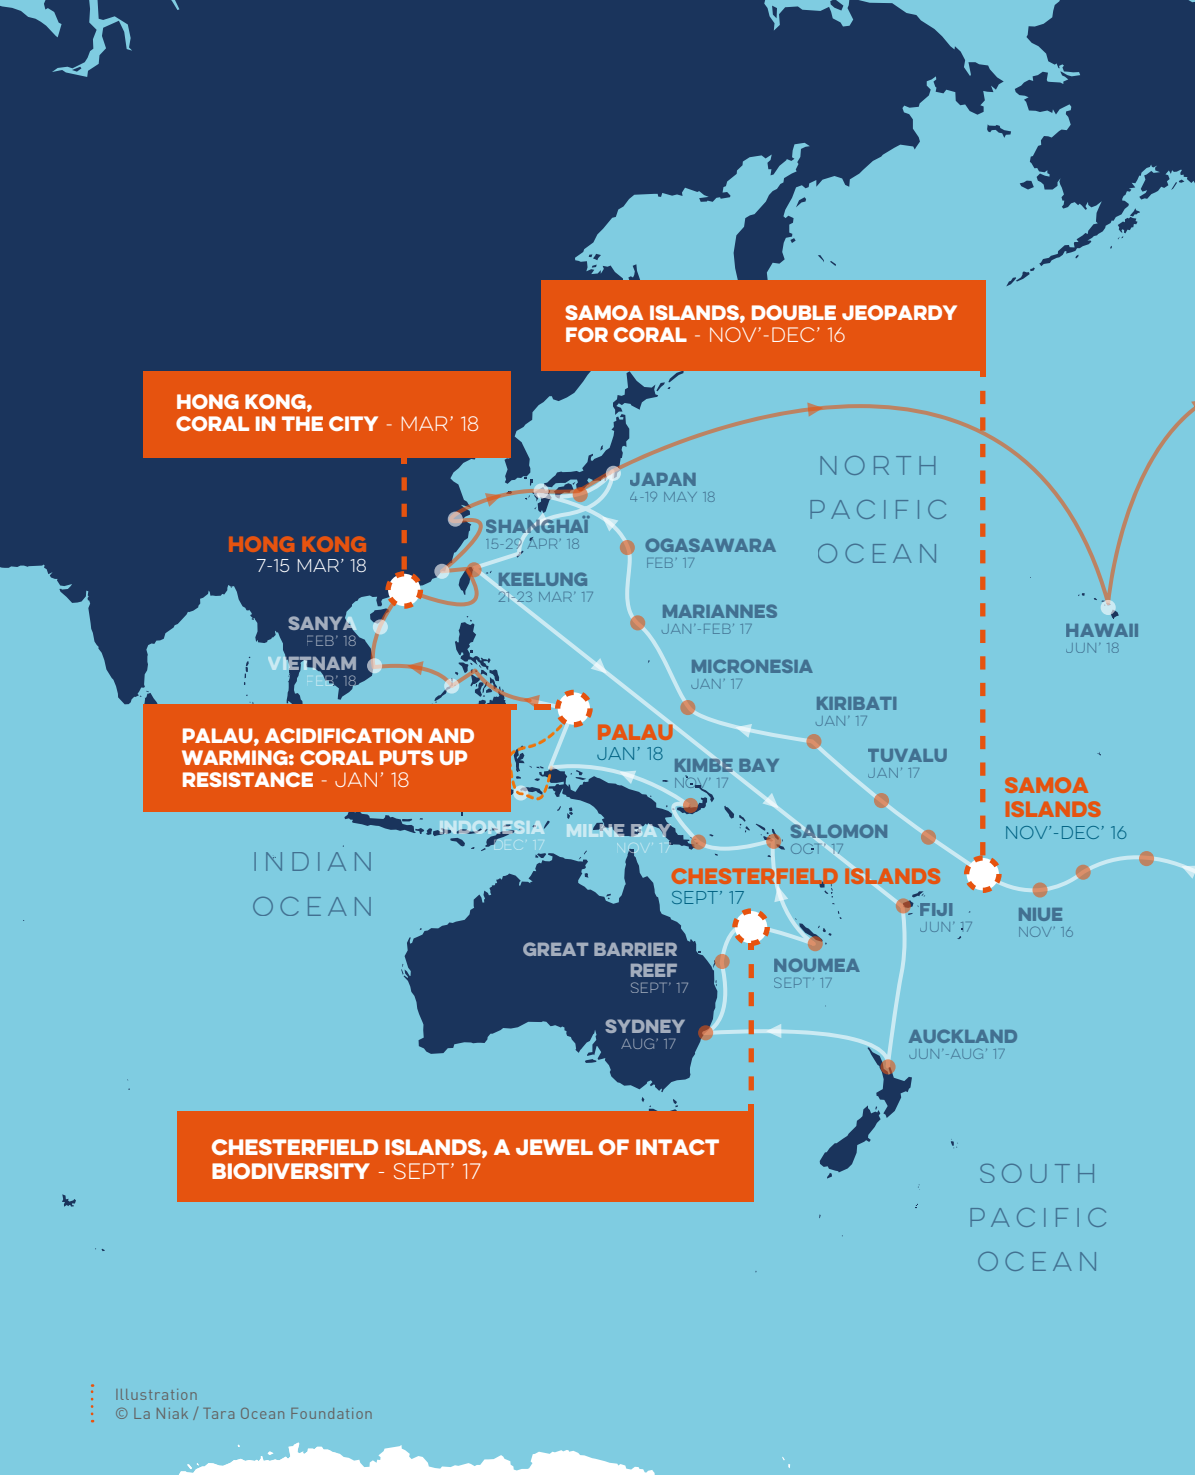 SAMOA ISLANDS, DOUBLE JEOPARDY
FOR CORAL - NOV’-DEC’ 16
HONG KONG,
CORAL IN THE CITY - MAR’ 18
NORTH
PACIFIC
OCEAN
JAPAN
4-19 MAY 18
SHANGHAÏ
15-29 APR’ 18
HONG KONG
7-15 MAR’ 18
OGASAWARA
FEB’ 17
KEELUNG
21-23 MAR’ 17
MARIANNES
JAN’-FEB’ 17
SANYA
FEB’ 18
HAWAII
JUN’ 18
VIETNAM
FEB’ 18
MICRONESIA
JAN’ 17
KIRIBATI
JAN’ 17
PALAU, ACIDIFICATION AND
WARMING: CORAL PUTS UP
RESISTANCE - JAN’ 18
PALAU
JAN’ 18
KIMBE BAY
NOV’ 17
TUVALU
JAN’ 17
SAMOA
ISLANDS
NOV’-DEC’ 16
INDONESIA
DEC’ 17
MILNE BAY
NOV’ 17
SALOMON
OCT’ 17
INDIAN
OCEAN
CHESTERFIELD ISLANDS
SEPT’ 17
FIJI
JUN’ 17
NIUE
NOV’ 16
GREAT BARRIER
REEF
SEPT’ 17
NOUMEA
SEPT’ 17
SYDNEY
AUG’ 17
AUCKLAND
JUN’-AUG’ 17
CHESTERFIELD ISLANDS, A JEWEL OF INTACT
BIODIVERSITY - SEPT’ 17
SOUTH
PACIFIC
OCEAN
Illustration
© La Niak / Tara Ocean Foundation